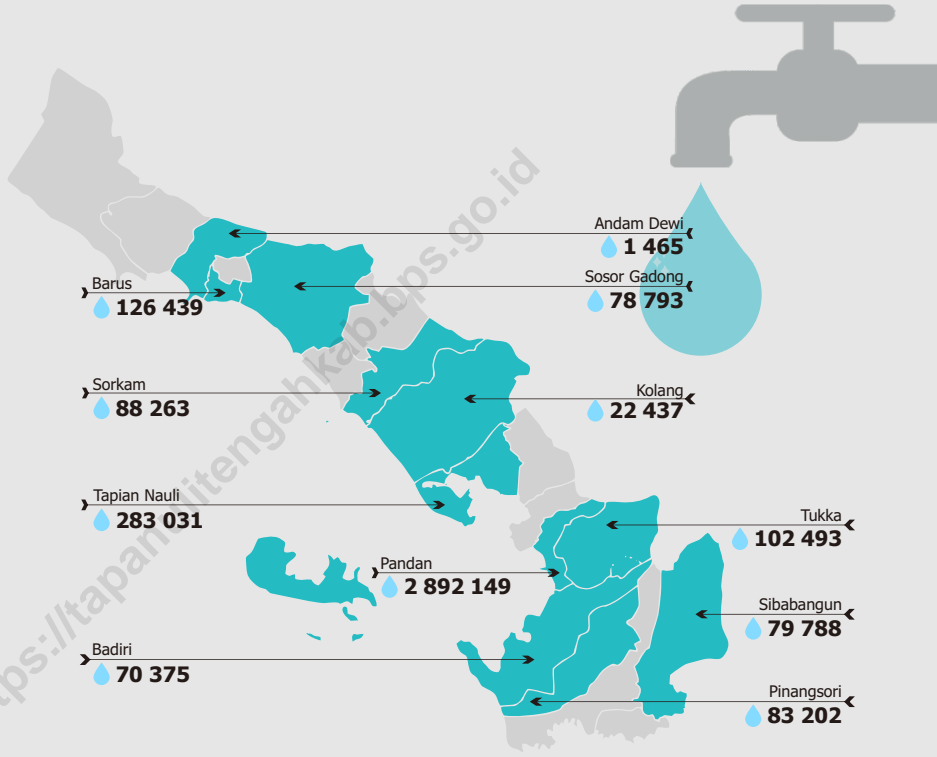 Andam Dewi
1 465
Sosor Gadong
78 793
Barus
126 439
Sorkam
88 263
Kolang
22 437
Tapian Nauli
283 031
Tukka
102 493
Pandan
2 892 149
Sibabangun
79 788
Badiri
70 375
Pinangsori
83 202
tps://tapanulitengahkab.bps.go.id